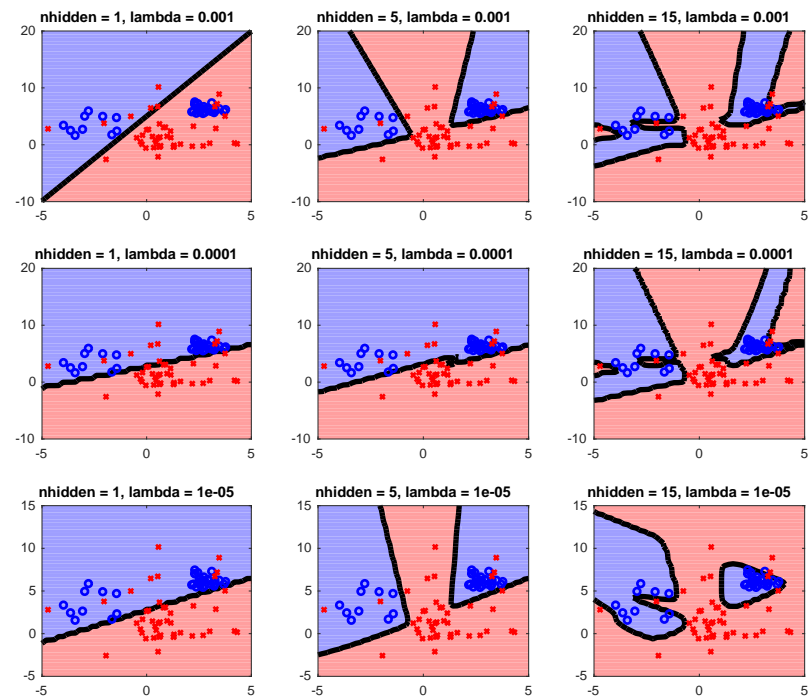 nhidden = 1, lambda = 0.001
20
10
0
-10
-5 0 5
nhidden = 5, lambda = 0.001
20
10
0
-10
-5 0 5
nhidden = 15, lambda = 0.001
20
10
0
-10
-5 0 5
nhidden = 1, lambda = 0.0001
20
10
0
-10
-5 0 5
nhidden = 5, lambda = 0.0001
20
10
0
-10
-5 0 5
nhidden = 15, lambda = 0.0001
20
10
0
-10
-5 0 5
nhidden = 1, lambda = 1e-05
15
10
5
0
-5
-5 0 5
nhidden = 5, lambda = 1e-05
15
10
5
0
-5
-5 0 5
nhidden = 15, lambda = 1e-05
15
10
5
0
-5
-5 0 5